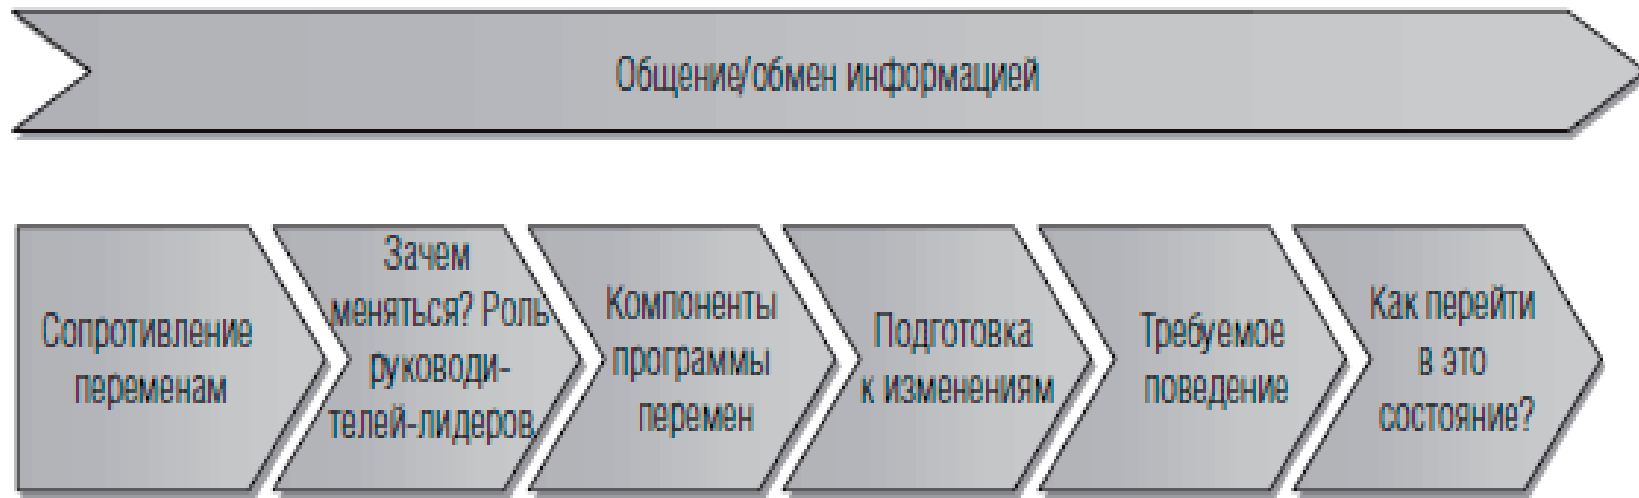 Общение/обмен информацией
Сопротивление
переменам
Зачем
меняться? Роль
руководи-
телей-лидеров
Компоненты
программы
перемен
Подготовка
к изменениям
Требуемое
поведение
Как перейти
в это
состояние?